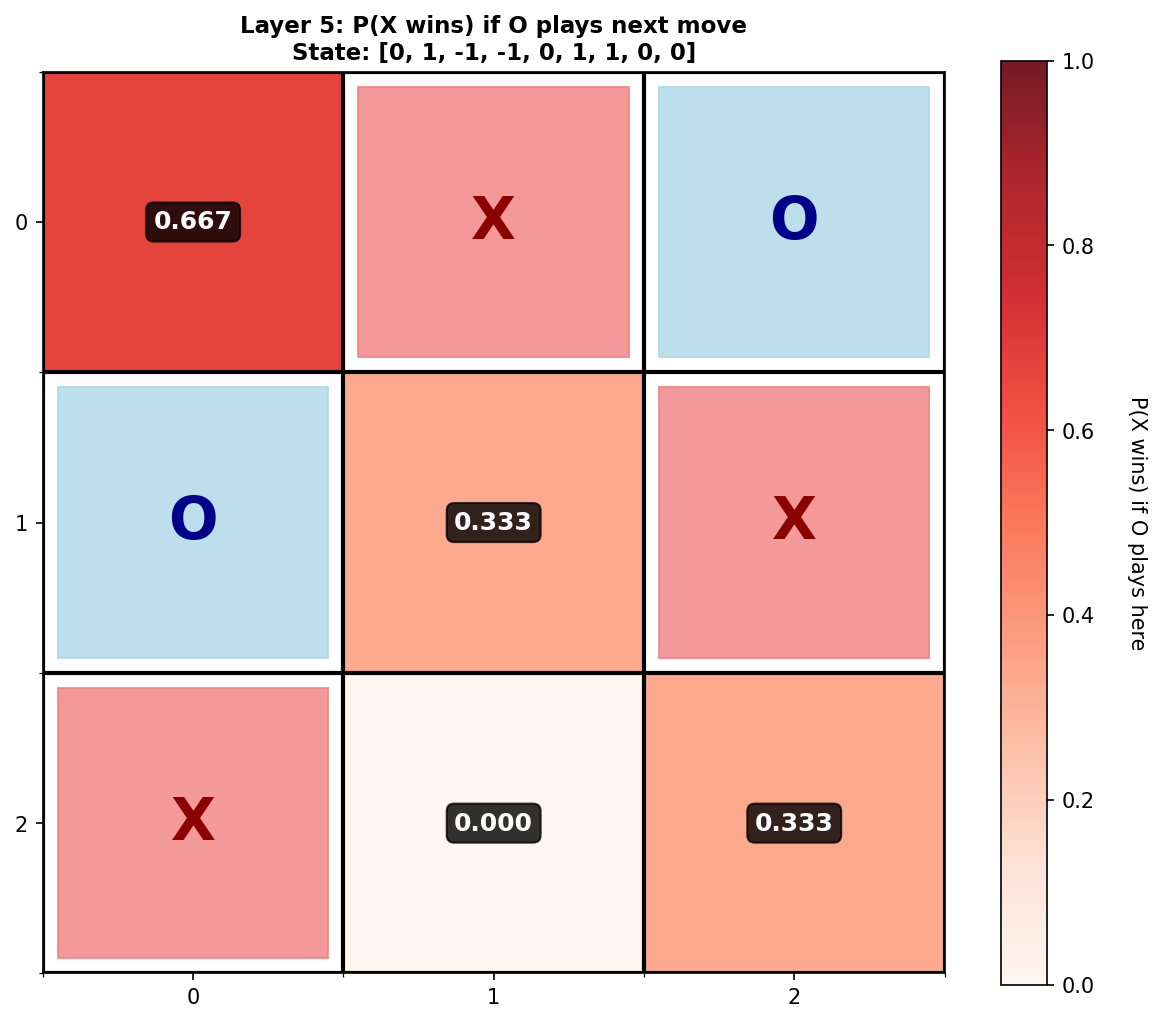 Layer 5: P(X wins) if O plays next move
State: [0, 1, -1, -1, 0, 1, 1, 0, 0]
0.667
X
O
O
0.333
X
X
0.000
0.333
0
1
2
0
1
2
1.0
0.8
0.6
0.4
0.2
0.0
P(X wins) if O plays here